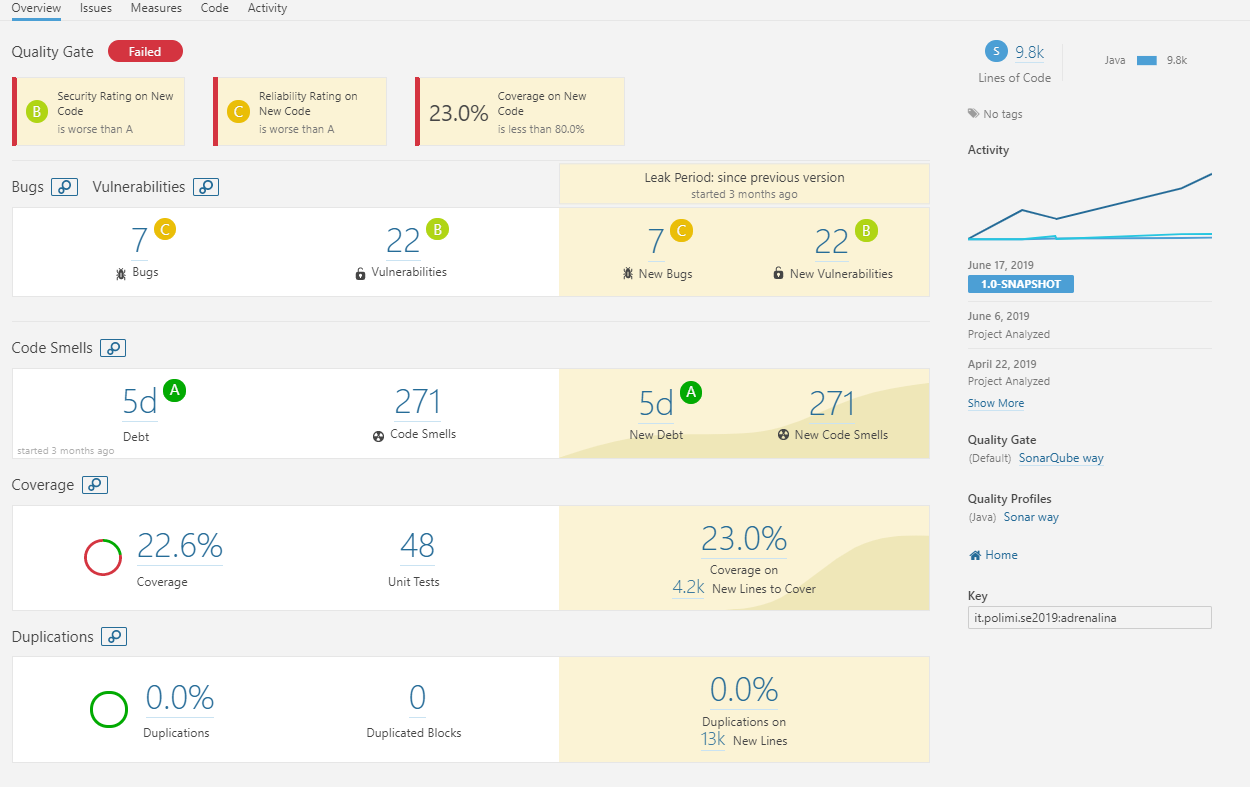 Overview Issues Measures Code Activity
Quality Gate Failed
B Security Rating on New
Code
is worse than A
C Reliability Rating on
New Code
is worse than A
23.0% Coverage on New
Code
is less than 80.0%
Bugs Vulnerabilities
Leak Period: since previous version
started 3 months ago
7 C
Bugs
22 B
Vulnerabilities
7 C
New Bugs
22 B
New Vulnerabilities
Code Smells
5d A
Debt
started 3 months ago
271
Code Smells
5d A
New Debt
271
New Code Smells
Coverage
22.6%
Coverage
48
Unit Tests
23.0%
Coverage on
4.2k New Lines to Cover
Duplications
0.0%
Duplications
0
Duplicated Blocks
0.0%
Duplications on
13k New Lines
S 9.8k
Lines of Code
Java 9.8k
No tags
Activity
June 17, 2019
1.0-SNAPSHOT
June 6, 2019
Project Analyzed
April 22, 2019
Project Analyzed
Show More
Quality Gate
(Default) SonarQube way
Quality Profiles
(Java) Sonar way
Home
Key
it.polimi.se2019:adrenalina